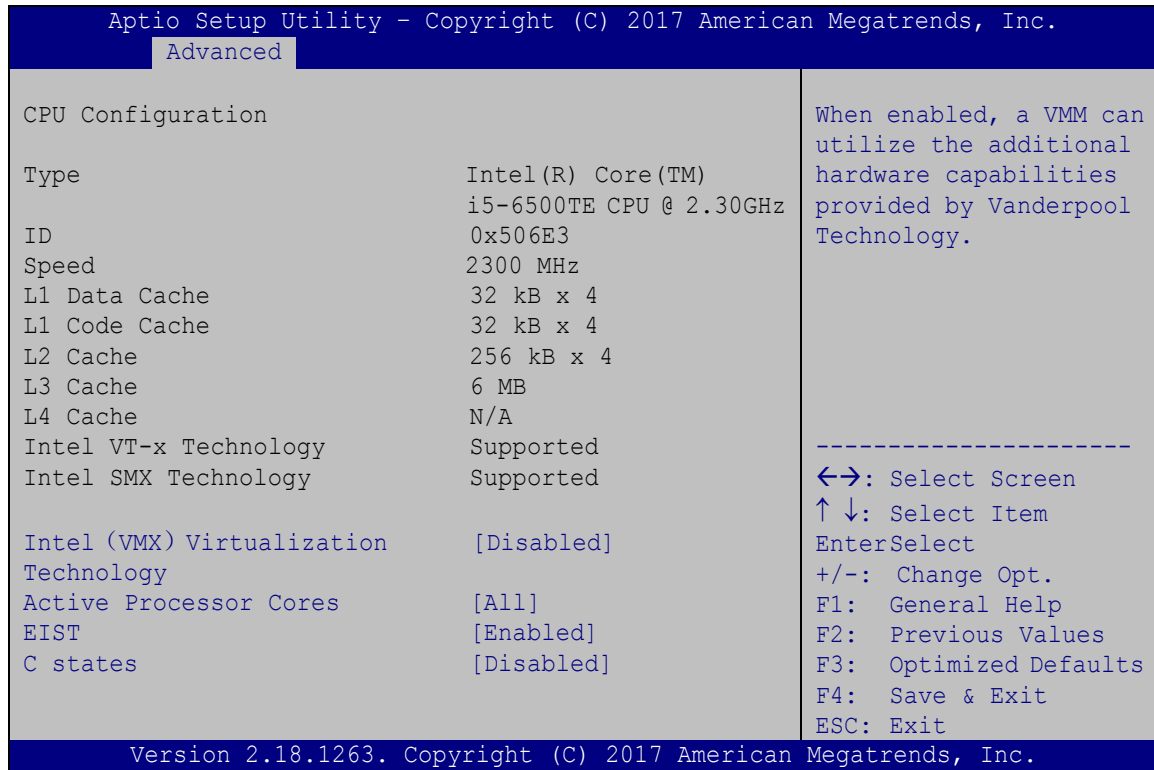 Aptio Setup Utility – Copyright (C) 2017 American Megatrends, Inc.
Advanced
CPU Configuration
Type Intel(R) Core(TM)
i5-6500TE CPU @ 2.30GHz
ID 0x506E3
Speed 2300 MHz
L1 Data Cache 32 kB x 4
L1 Code Cache 32 kB x 4
L2 Cache 256 kB x 4
L3 Cache 6 MB
L4 Cache N/A
Intel VT-x Technology Supported
Intel SMX Technology Supported
Intel (VMX) Virtualization [Disabled]
Technology
Active Processor Cores [All]
EIST [Enabled]
C states [Disabled]
When enabled, a VMM can
utilize the additional
hardware capabilities
provided by Vanderpool
Technology.
----------------------
←→: Select Screen
↑ ↓: Select Item
EnterSelect
+/-: Change Opt.
F1: General Help
F2: Previous Values
F3: Optimized Defaults
F4: Save & Exit
ESC: Exit
Version 2.18.1263. Copyright (C) 2017 American Megatrends, Inc.